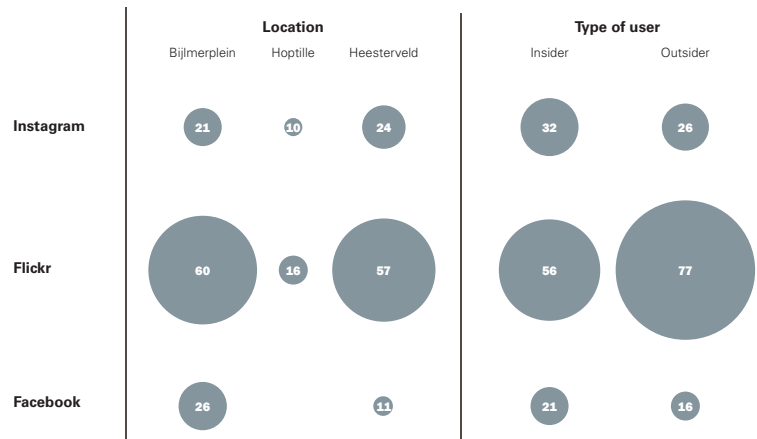 Location Type of user
Bijlmerplein Hoptille Heesterveld Insider Outsider
Instagram 21 10 24 32 26
Flickr 60 16 57 56 77
Facebook 26 11 21 16